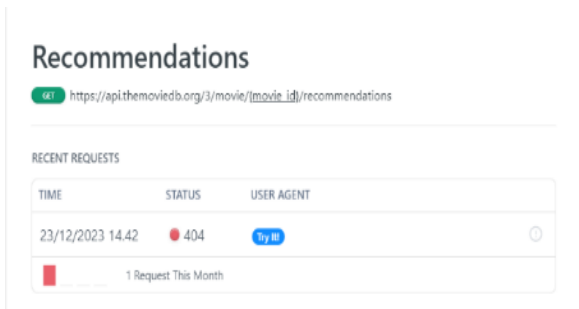 Recommendations
GET https://api.themoviedb.org/3/movie/{movie_id}/recommendations
RECENT REQUESTS
TIME STATUS USER AGENT
23/12/2023 14.42 404 Try It!
1 Request This Month